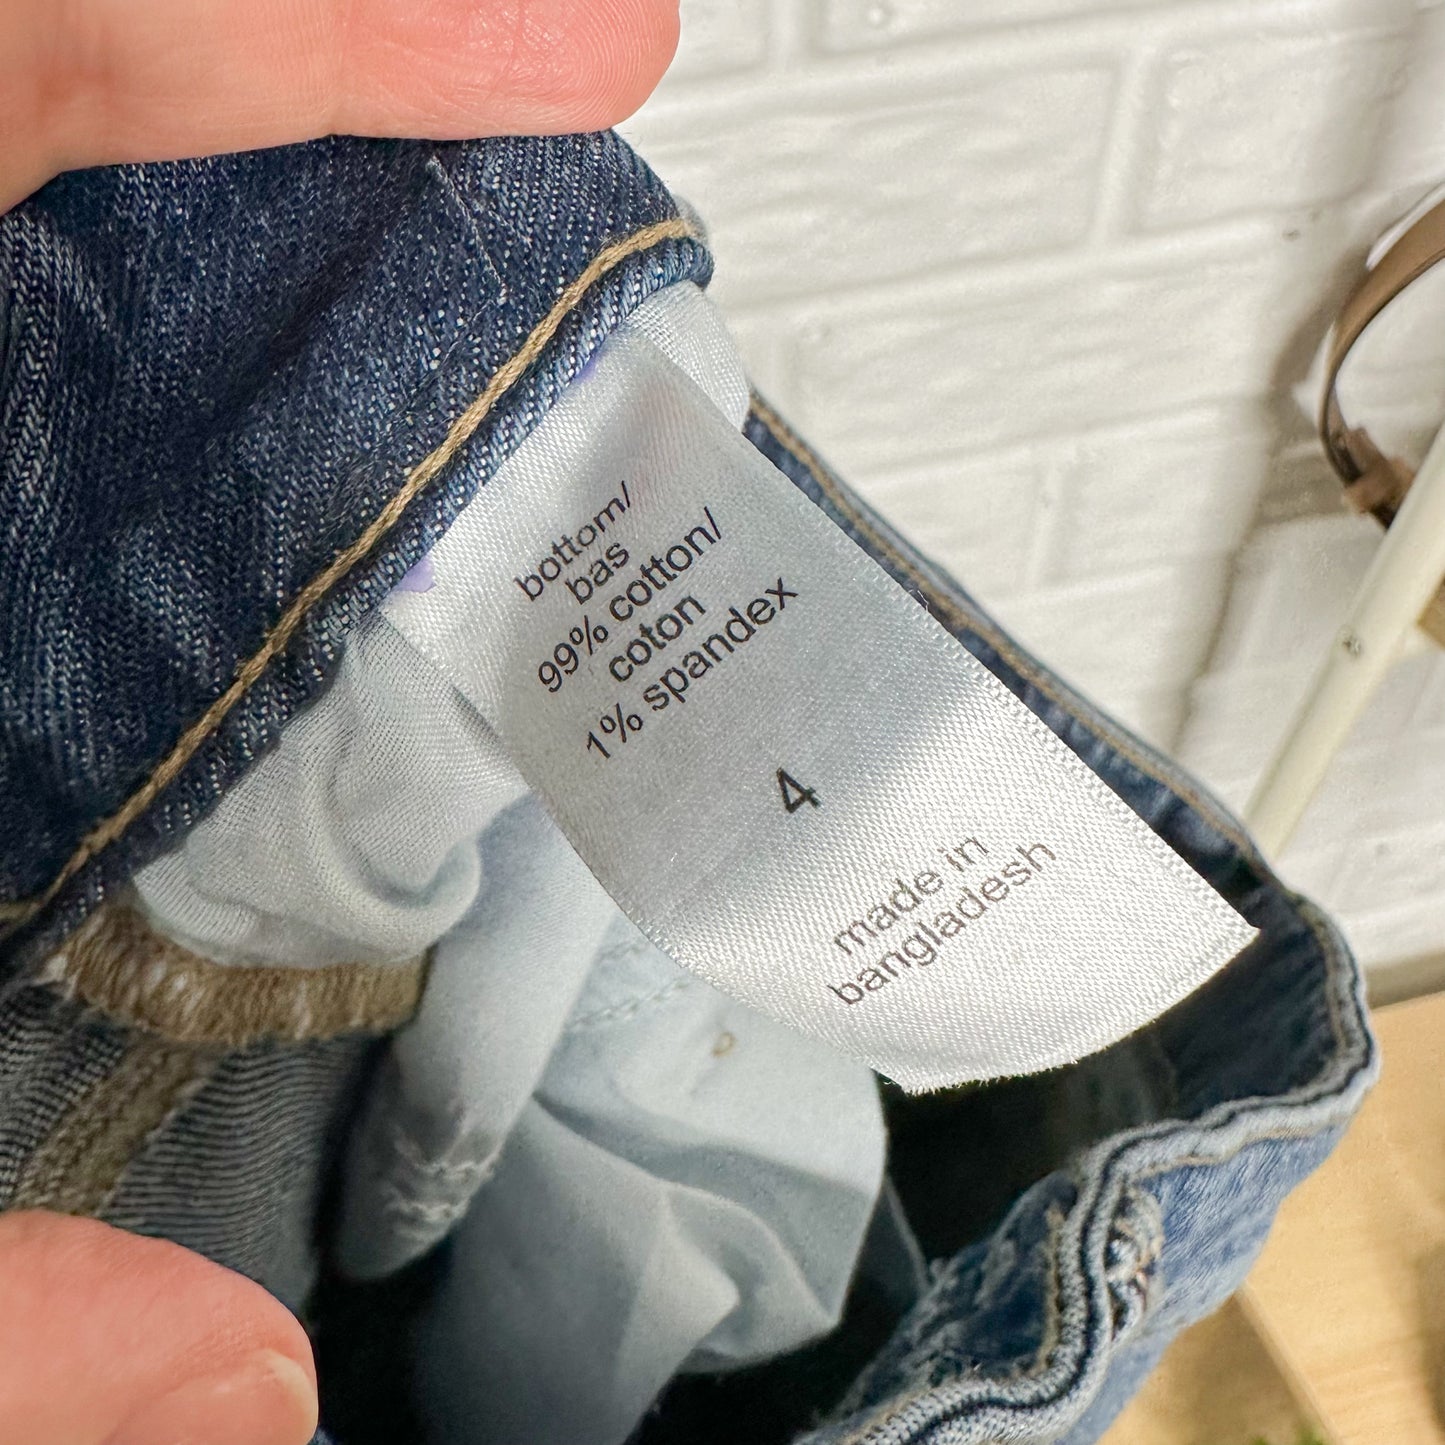 bottom/
bas
99% cotton/
coton
1% spandex
4
made in
bangladesh